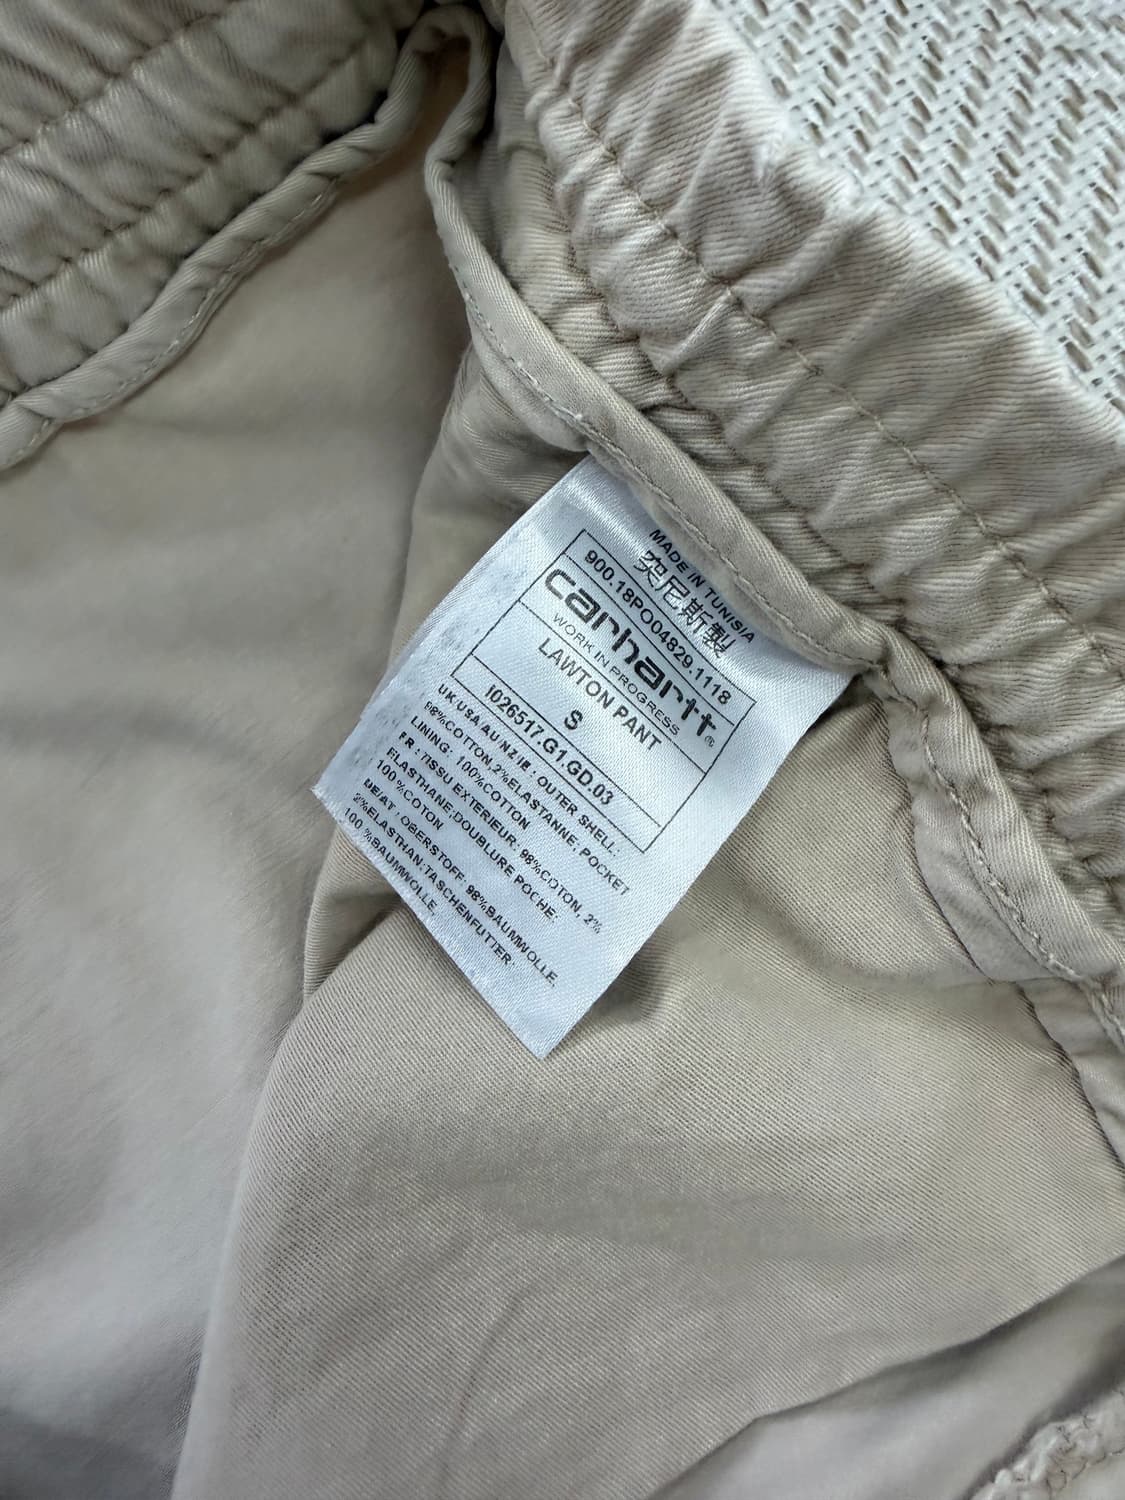 MADE IN TUNISIA
突尼斯製
900.18PO04829.1118
carhartt®
WORK IN PROGRESS
LAWTON PANT
S
I026517.G1.GD.03
UK/USA/AU/NZ/IE: OUTER SHELL:
98%COTTON,2%ELASTANNE, POCKET
LINING: 100%COTTON
FR: TISSU EXTERIEUR: 98%COTON, 2%
ELASTHANE,DOUBLURE POCHE:
100%COTON
DE/AT: OBERSTOFF: 98%BAUMWOLLE.
2%ELASTHAN:TASCHENFUTTER
100 %BAUMWOLLE